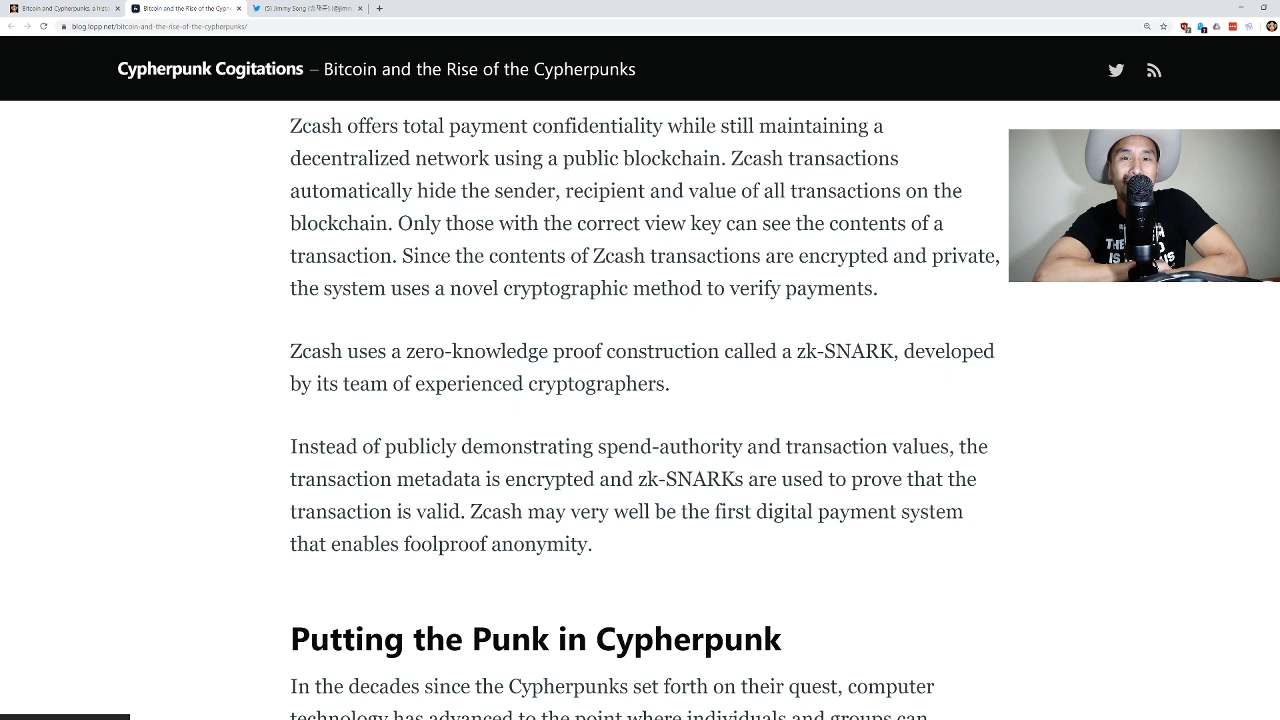 Bitcoin and Cypherpunks, a hist
Bitcoin and the Rise of the Cyphe
(5) Jimmy Song (송재준) (@jimm
blog.lopp.net/bitcoin-and-the-rise-of-the-cypherpunks/
Cypherpunk Cogitations – Bitcoin and the Rise of the Cypherpunks
Zcash offers total payment confidentiality while still maintaining a
decentralized network using a public blockchain. Zcash transactions
automatically hide the sender, recipient and value of all transactions on the
blockchain. Only those with the correct view key can see the contents of a
transaction. Since the contents of Zcash transactions are encrypted and private,
the system uses a novel cryptographic method to verify payments.
Zcash uses a zero-knowledge proof construction called a zk-SNARK, developed
by its team of experienced cryptographers.
Instead of publicly demonstrating spend-authority and transaction values, the
transaction metadata is encrypted and zk-SNARKs are used to prove that the
transaction is valid. Zcash may very well be the first digital payment system
that enables foolproof anonymity.
Putting the Punk in Cypherpunk
In the decades since the Cypherpunks set forth on their quest, computer
technology has advanced to the point where individuals and groups can